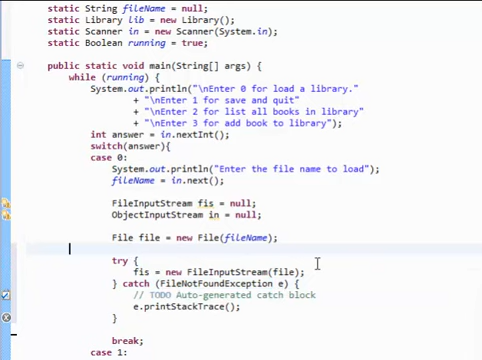 static String fileName = null;
static Library lib = new Library();
static Scanner in = new Scanner(System.in);
static Boolean running = true;
public static void main(String[] args) {
while (running) {
System.out.println("\nEnter 0 for load a library."
+ "\nEnter 1 for save and quit"
+ "\nEnter 2 for list all books in library"
+ "\nEnter 3 for add book to library");
int answer = in.nextInt();
switch(answer){
case 0:
System.out.println("Enter the file name to load");
fileName = in.next();
FileInputStream fis = null;
ObjectInputStream in = null;
File file = new File(fileName);
try {
fis = new FileInputStream(file);
} catch (FileNotFoundException e) {
// TODO Auto-generated catch block
e.printStackTrace();
}
break;
case 1: